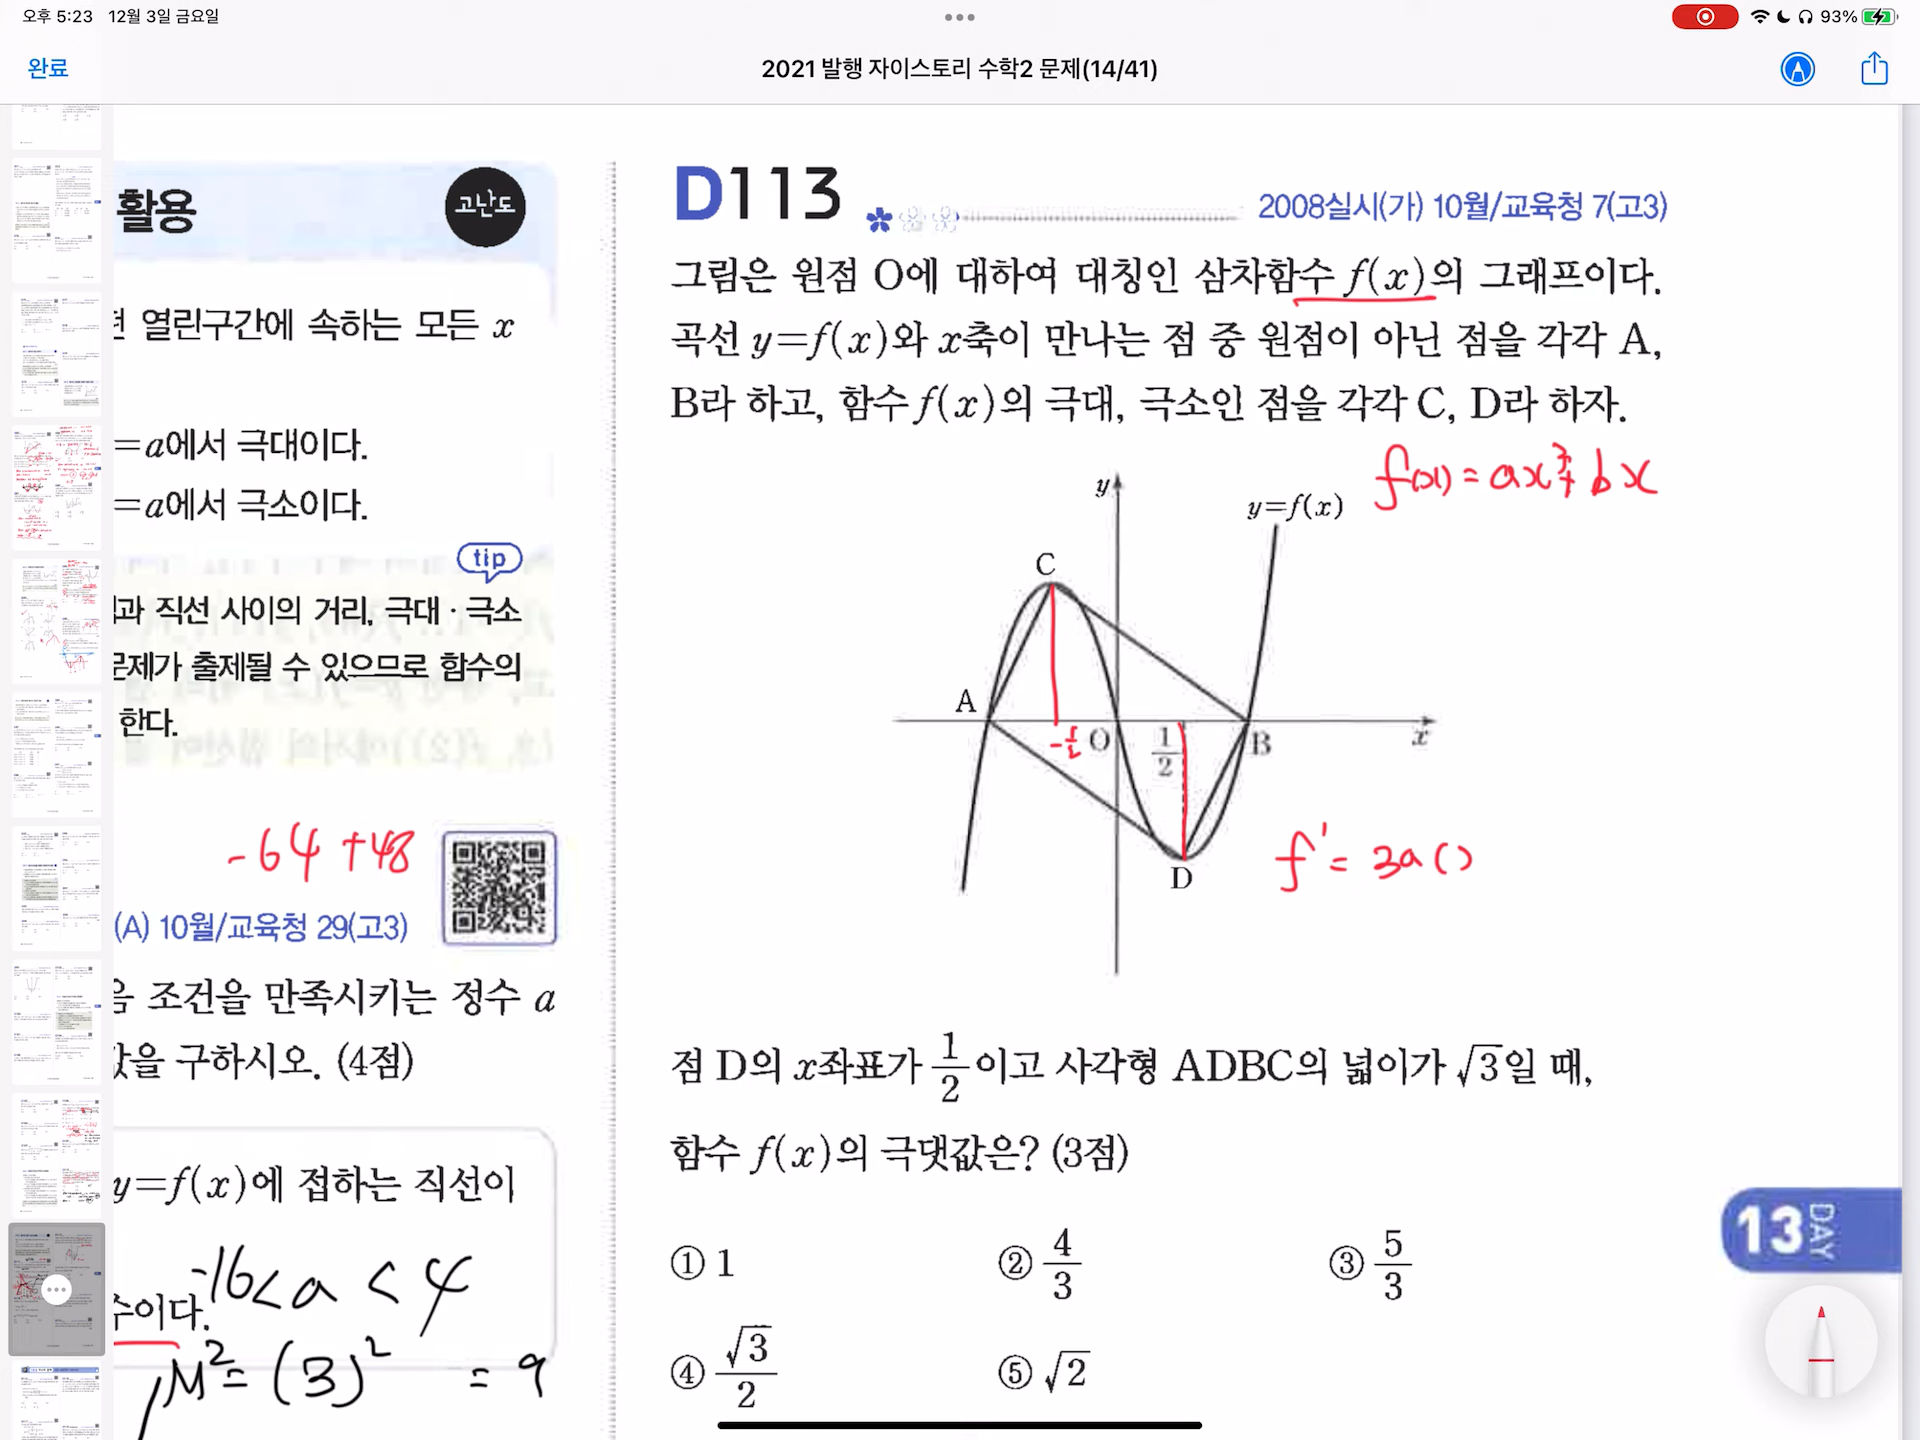 오후 5:23 12월 3일 금요일
93%
완료
2021 발행 자이스토리 수학2 문제(14/41)
활용
고난도
열린구간에 속하는 모든 x
=a에서 극대이다.
=a에서 극소이다.
tip
과 직선 사이의 거리, 극대 · 극소
문제가 출제될 수 있으므로 함수의
한다.
-64+48
(A) 10월/교육청 29(고3)
조건을 만족시키는 정수 a
값을 구하시오. (4점)
y=f(x)에 접하는 직선이
수이다.
-16<a<4
M²=(3)² = 9
D113
2008실시(가) 10월/교육청 7(고3)
그림은 원점 O에 대하여 대칭인 삼차함수 f(x)의 그래프이다.
곡선 y=f(x)와 x축이 만나는 점 중 원점이 아닌 점을 각각 A,
B라 하고, 함수 f(x)의 극대, 극소인 점을 각각 C, D라 하자.
f(x)=ax³+bx
y
y=f(x)
C
A
-1/2
O
1/2
B
x
D
f'=3a()
점 D의 x좌표가 1/2이고 사각형 ADBC의 넓이가 √3일 때,
함수 f(x)의 극댓값은? (3점)
① 1 ② 4/3 ③ 5/3
④ √3/2 ⑤ √2
13 DAY